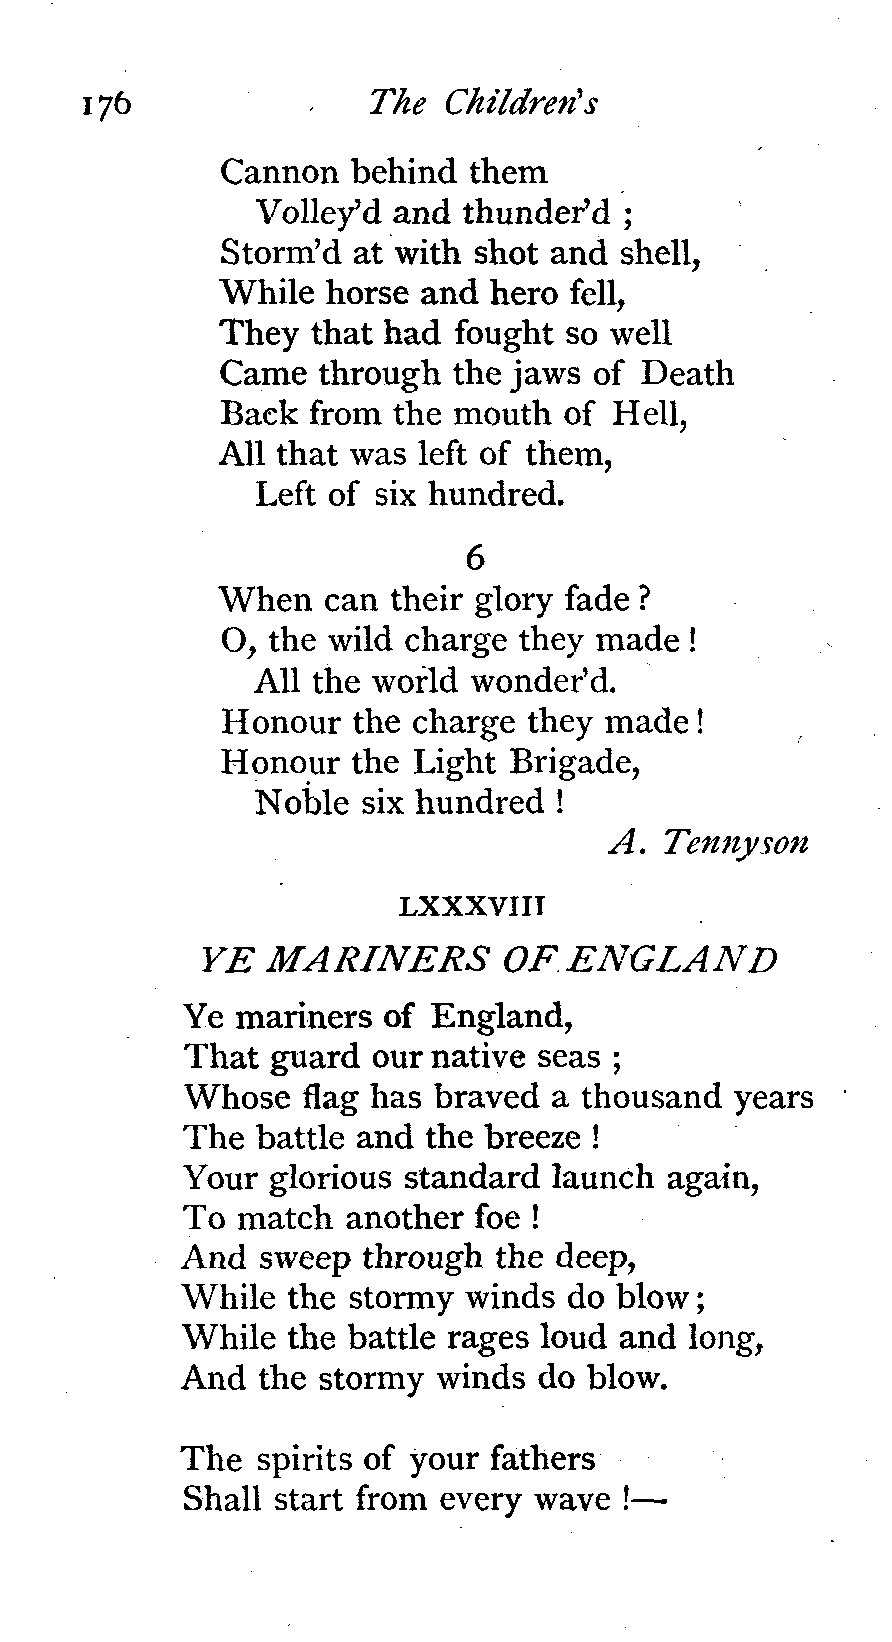 176 The Children's
Cannon behind them
Volley'd and thunder'd ;
Storm'd at with shot and shell,
While horse and hero fell,
They that had fought so well
Came through the jaws of Death
Back from the mouth of Hell,
All that was left of them,
Left of six hundred.
6
When can their glory fade ?
O, the wild charge they made !
All the world wonder'd.
Honour the charge they made !
Honour the Light Brigade,
Noble six hundred !
A. Tennyson
LXXXVIII
YE MARINERS OF ENGLAND
Ye mariners of England,
That guard our native seas ;
Whose flag has braved a thousand years
The battle and the breeze !
Your glorious standard launch again,
To match another foe !
And sweep through the deep,
While the stormy winds do blow ;
While the battle rages loud and long,
And the stormy winds do blow.
The spirits of your fathers
Shall start from every wave !—